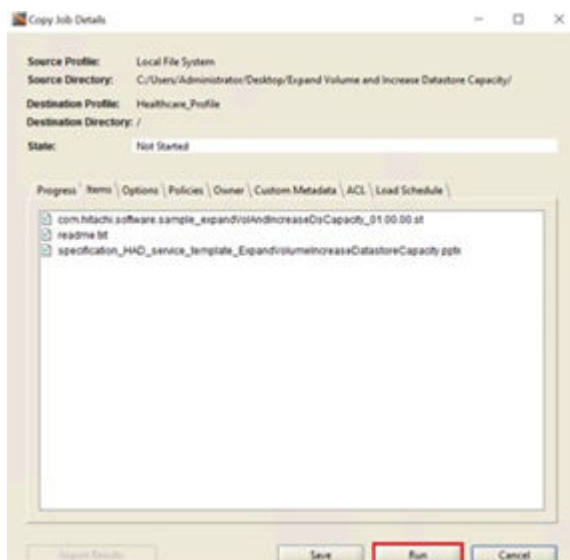 Copy Job Details
Source Profile: Local File System
Source Directory: C:/Users/Administrator/Desktop/Expand Volume and Increase Datastore Capacity/
Destination Profile: Healthcare_Profile
Destination Directory: /
State: Not Started
Progress Items Options Policies Owner Custom Metadata ACL Load Schedule
com.hitachi.software.sample_expandVolAndIncreaseDsCapacity_01.00.00.st
readme.txt
specification_HAD_service_template_ExpandVolumeIncreaseDatastoreCapacity.pptx
Export Results Save Run Cancel